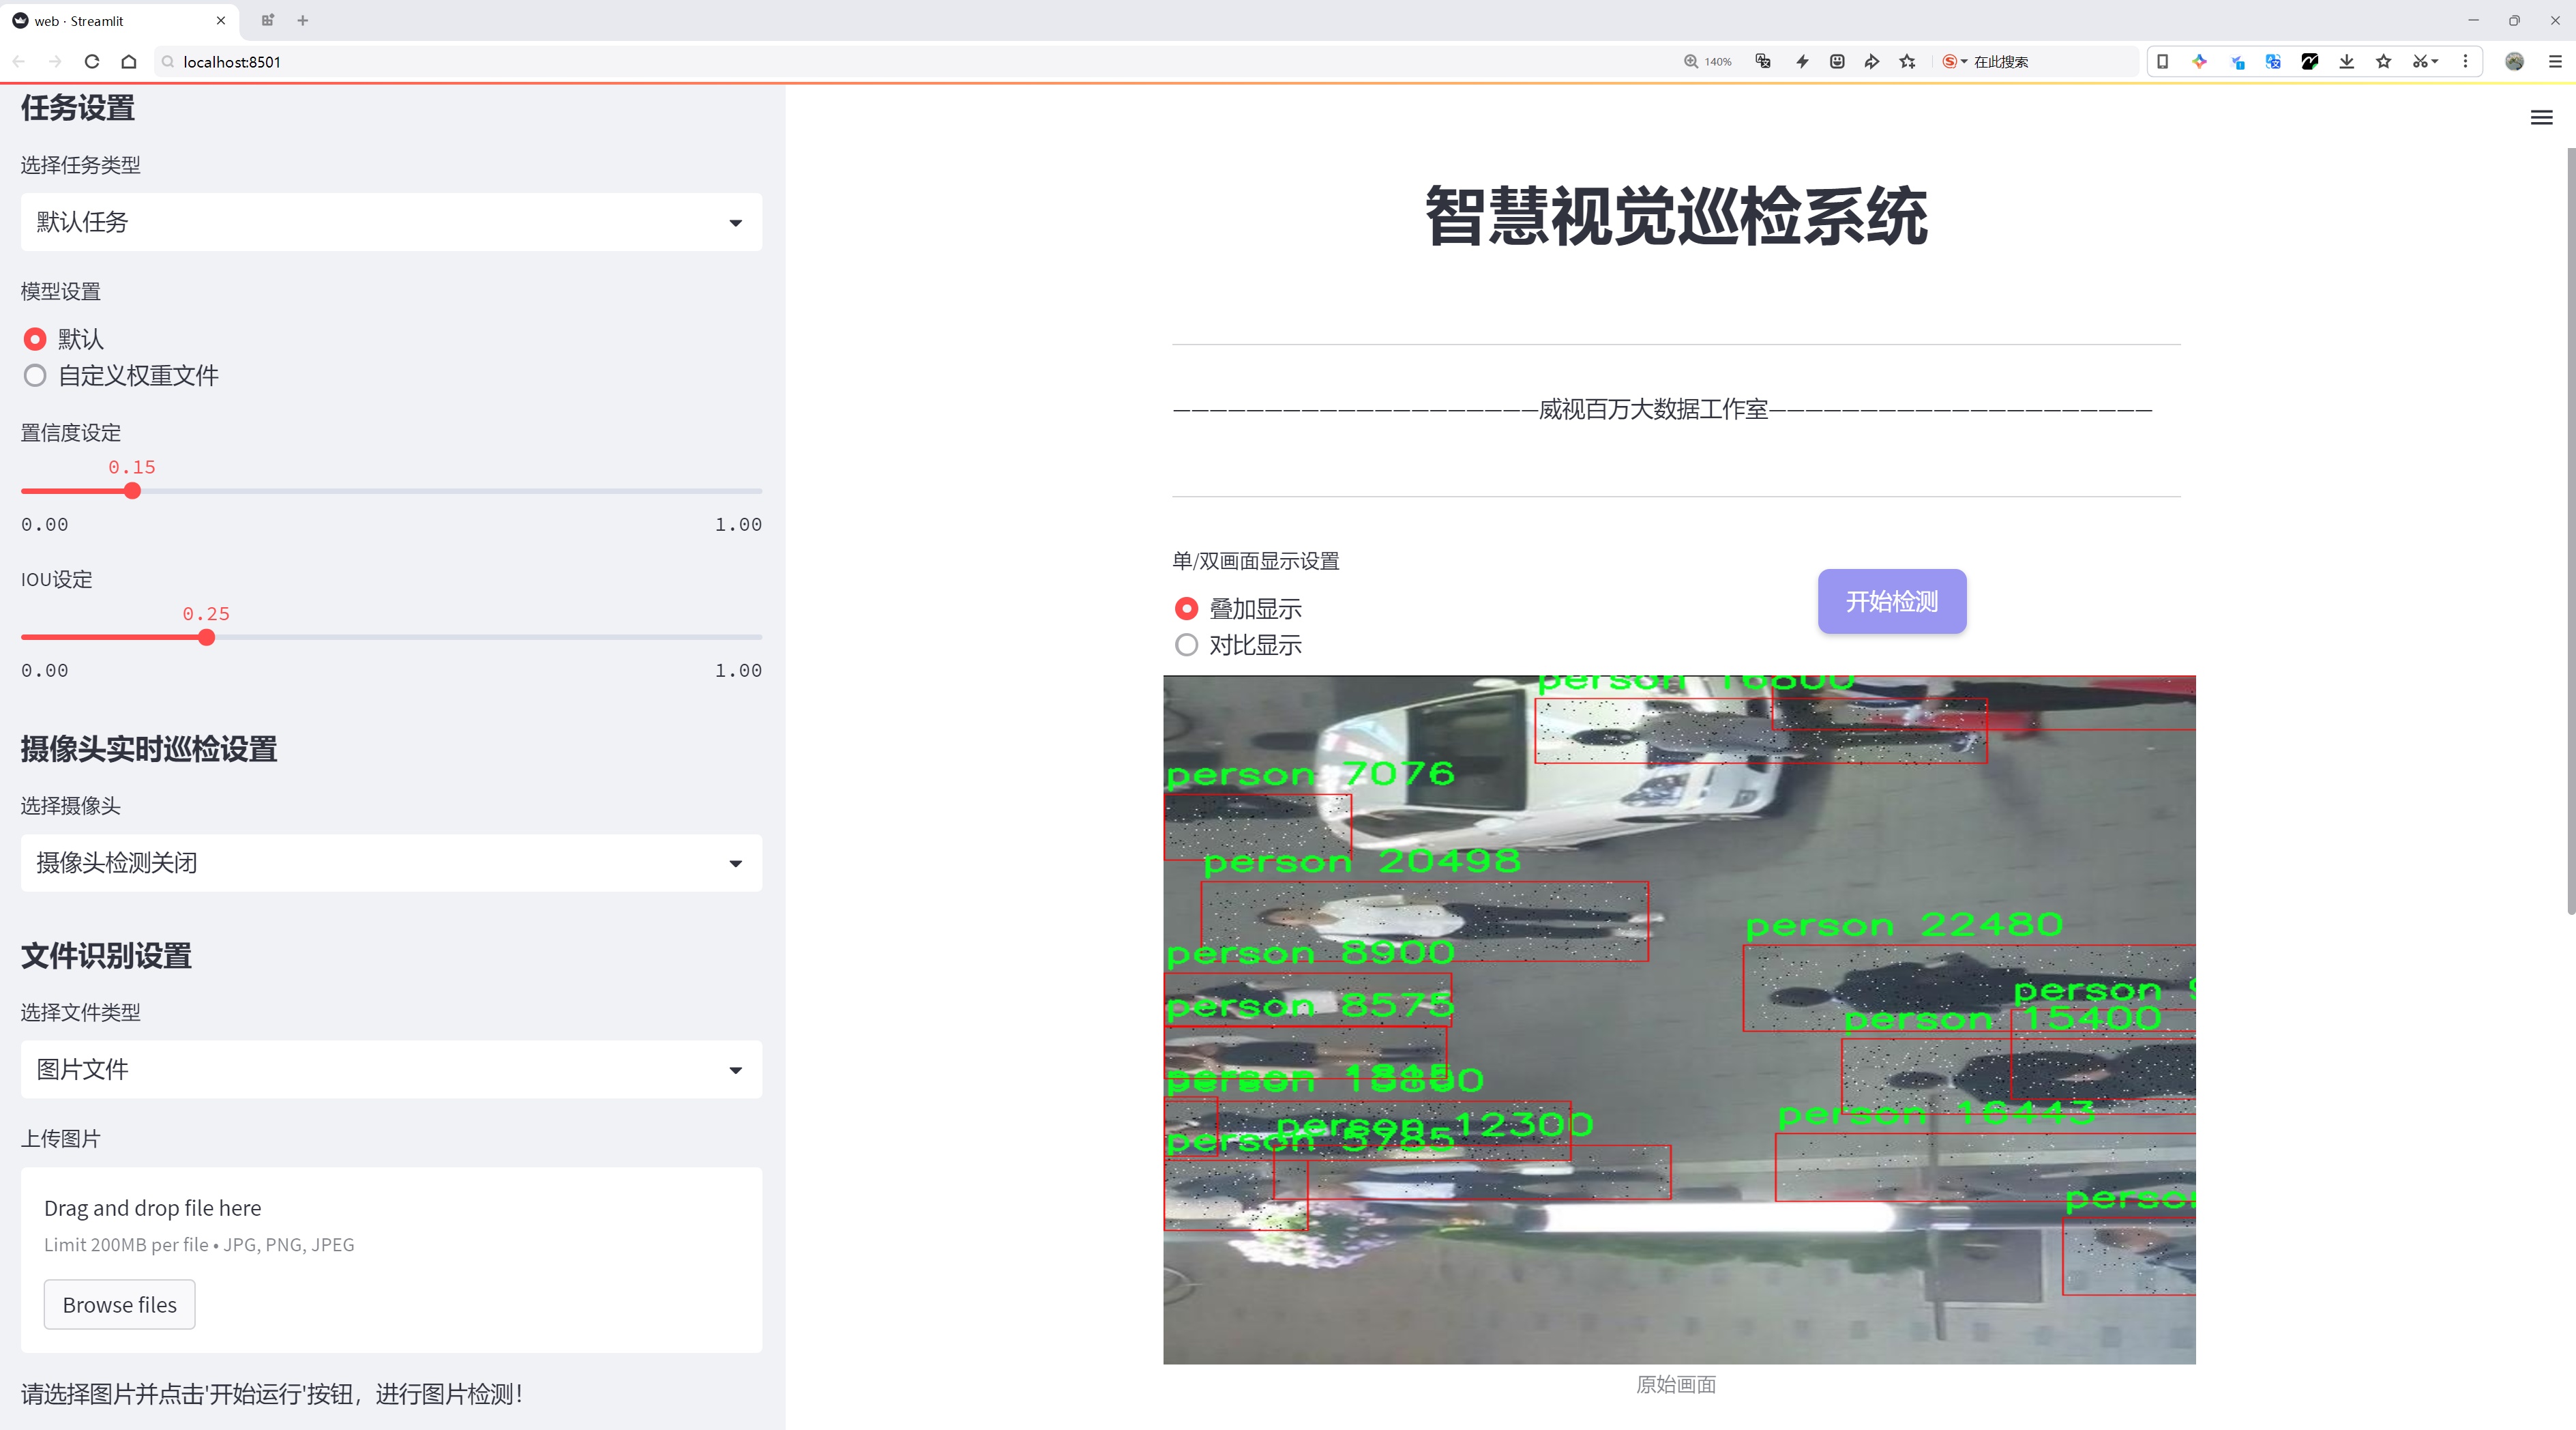 web · Streamlit
localhost:8501
140%
在此搜索
任务设置
选择任务类型
默认任务
模型设置
默认
自定义权重文件
置信度设定
0.15
0.00 1.00
IOU设定
0.25
0.00 1.00
摄像头实时巡检设置
选择摄像头
摄像头检测关闭
文件识别设置
选择文件类型
图片文件
上传图片
Drag and drop file here
Limit 200MB per file • JPG, PNG, JPEG
Browse files
请选择图片并点击'开始运行'按钮，进行图片检测！
智慧视觉巡检系统
威视百万大数据工作室
单/双画面显示设置
叠加显示
对比显示
开始检测
person 16800
person 7076
person 20498
person 8900
person 22480
person 8575
person
person 15400
person
person 12300
person 5785
person 16443
person
原始画面